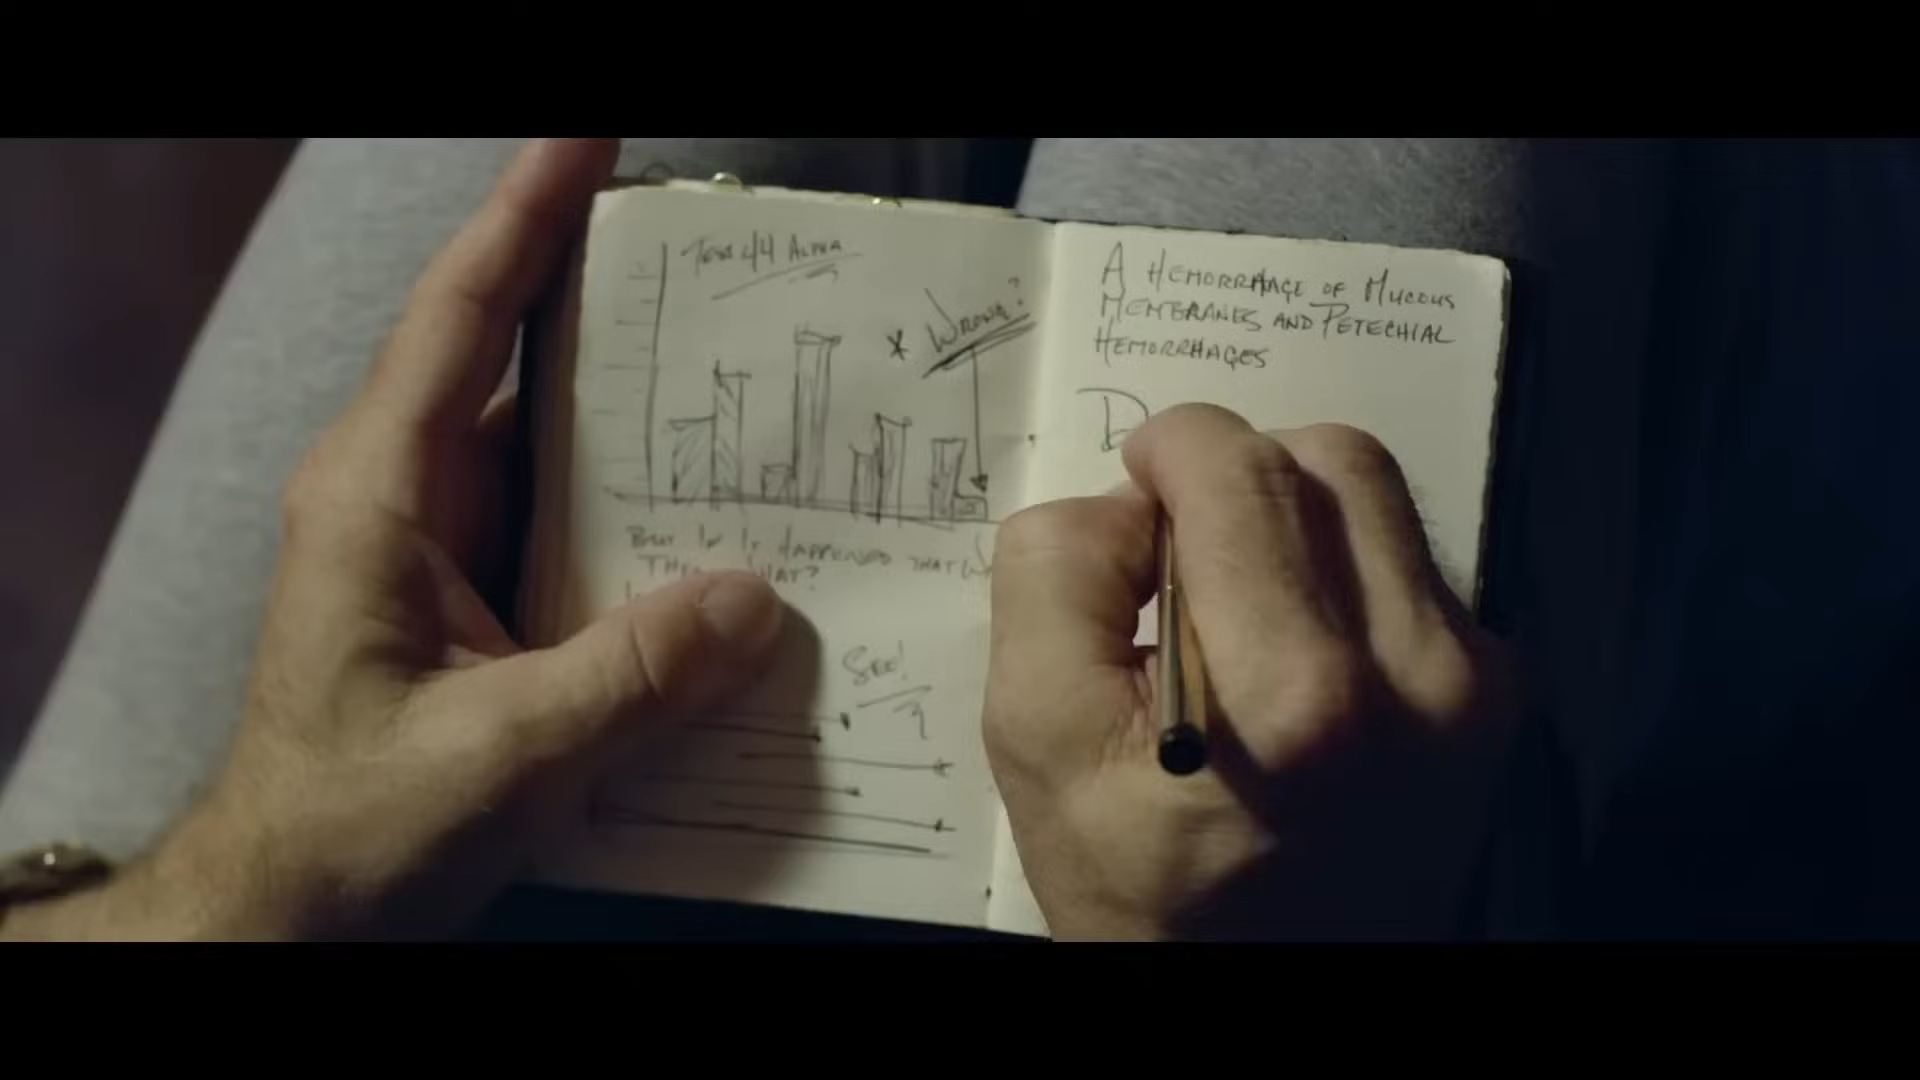 Test 44 Alpha
* Wrong?
But If It Happened that
What?
See!
A Hemorrhage of Mucous
Membranes and Petechial
Hemorrhages